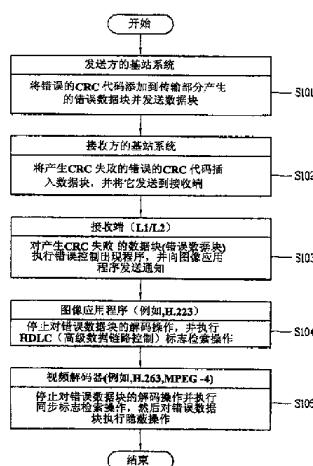 开始
发送方的基站系统
将错误的CRC 代码添加到传输部分产生
的错误数据块并发送数据块
S101
接收方的基站系统
将产生CRC 失败的错误的CRC 代码插
入数据块，并将它发送到接收端
S102
接收端（L1/L2）
对产生CRC 失败 的数据块(错误数据块)
执行错误控制出现程序，并向图像应用
程序发送通知
S103
图像应用程序（例如,H.223）
停止对错误数据块的解码操作，并执行
HDLC（高级数据链路控制）标志检索操作
S104
视频解码器(例如,H.263,MPEG -4)
停止对错误数据块的解码操作并执行
同步标志检索操作，然后对错误数据
块执行隐蔽操作
S105
结束